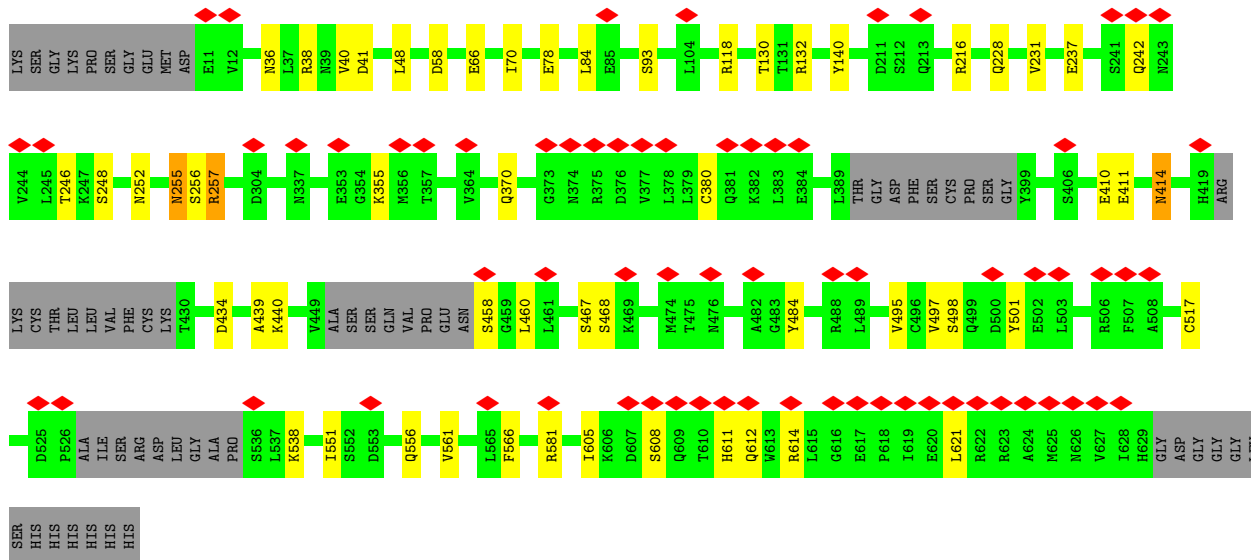 LYS SER GLY LYS PRO SER GLY GLU MET ASP E11 V12 N36 L37 R38 N39 V40 D41 L48 D58 E66 I70 E78 L84 E85 S93 L104 R118 T130 T131 R132 Y140 D211 S212 Q213 R216 Q228 V231 E237 S241 Q242 N243
V244 L245 T246 K247 S248 N252 N255 S256 R257 D304 N337 E353 G354 K355 M356 T357 V364 Q370 G373 N374 R375 D376 V377 L378 L379 C380 Q381 K382 L383 E384 L389 THR GLY ASP PHE SER CYS PRO SER GLY Y399 S406 E410 E411 N414 H419 ARG
LYS CYS THR LEU LEU VAL PHE CYS LYS T430 D434 A439 K440 V449 ALA SER SER GLN VAL PRO GLU ASN S458 G459 L460 L461 S467 S468 K469 M474 T475 N476 A482 G483 Y484 R488 L489 V495 C496 V497 S498 Q499 D500 Y501 E502 L503 R506 F507 A508 C517
D525 P526 ALA ILE SER ARG ASP LEU GLY ALA PRO S536 L537 K538 I551 S552 D553 Q556 V561 L565 F566 R581 I605 K606 D607 S608 Q609 T610 H611 Q612 W613 R614 L615 G616 E617 P618 I619 E620 L621 R622 R623 A624 M625 N626 V627 I628 H629 GLY ASP GLY GLY GLY
SER HIS HIS HIS HIS HIS HIS